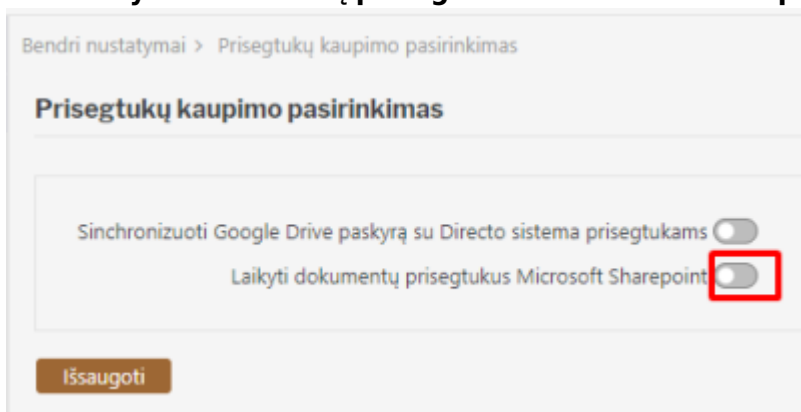 Bendri nustatymai > Prisegtukų kaupimo pasirinkimas
Prisegtukų kaupimo pasirinkimas
Sinchronizuoti Google Drive paskyrą su Directo sistema prisegtukams
Laikyti dokumentų prisegtukus Microsoft Sharepoint
Išsaugoti